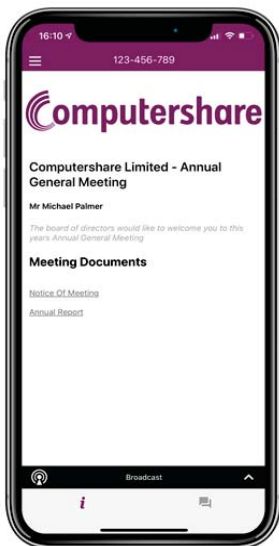 16:10
123-456-789
Computershare
Computershare Limited - Annual
General Meeting
Mr Michael Palmer
The board of directors would like to welcome you to this
years Annual General Meeting
Meeting Documents
Notice Of Meeting
Annual Report
Broadcast
i